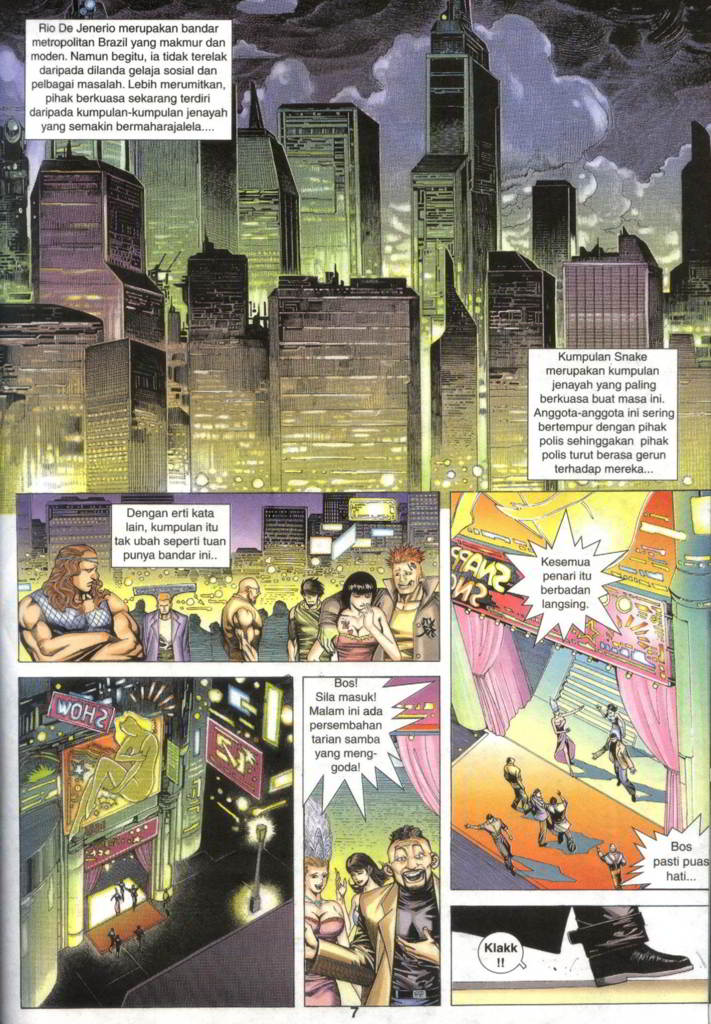 Rio De Jenerio merupakan bandar
metropolitan Brazil yang makmur dan
moden. Namun begitu, ia tidak terelak
daripada dilanda gelaja sosial dan
pelbagai masalah. Lebih merumitkan,
pihak berkuasa sekarang terdiri
daripada kumpulan-kumpulan jenayah
yang semakin bermaharajalela....
Kumpulan Snake
merupakan kumpulan
jenayah yang paling
berkuasa buat masa ini.
Anggota-anggota ini sering
bertempur dengan pihak
polis sehinggakan pihak
polis turut berasa gerun
terhadap mereka...
Dengan erti kata
lain, kumpulan itu
tak ubah seperti tuan
punya bandar ini..
SHOW
Bos!
Sila masuk!
Malam ini ada
persembahan
tarian samba
yang meng-
goda!
Kesemua
penari itu
berbadan
langsing.
Bos
pasti puas
hati...
Klakk
!!
7